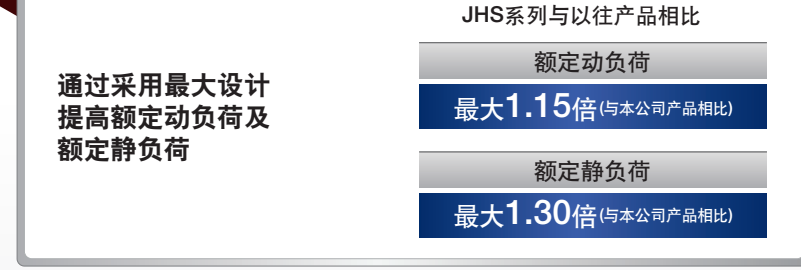 通过采用最大设计
提高额定动负荷及
额定静负荷
JHS系列与以往产品相比
额定动负荷
最大1.15倍(与本公司产品相比)
额定静负荷
最大1.30倍(与本公司产品相比)